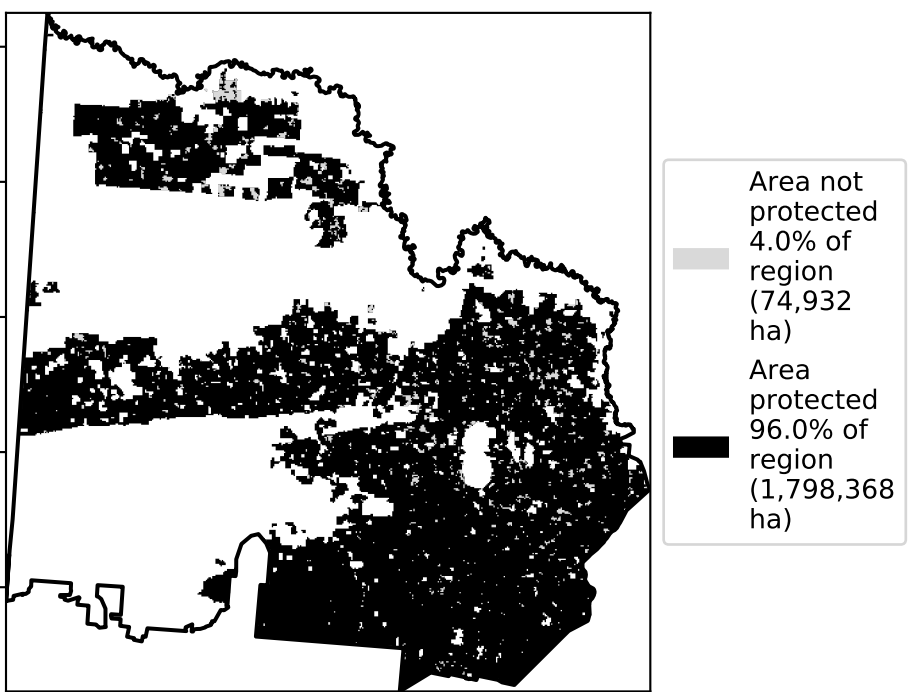 Area not
protected
4.0% of
region
(74,932
ha)
Area
protected
96.0% of
region
(1,798,368
ha)